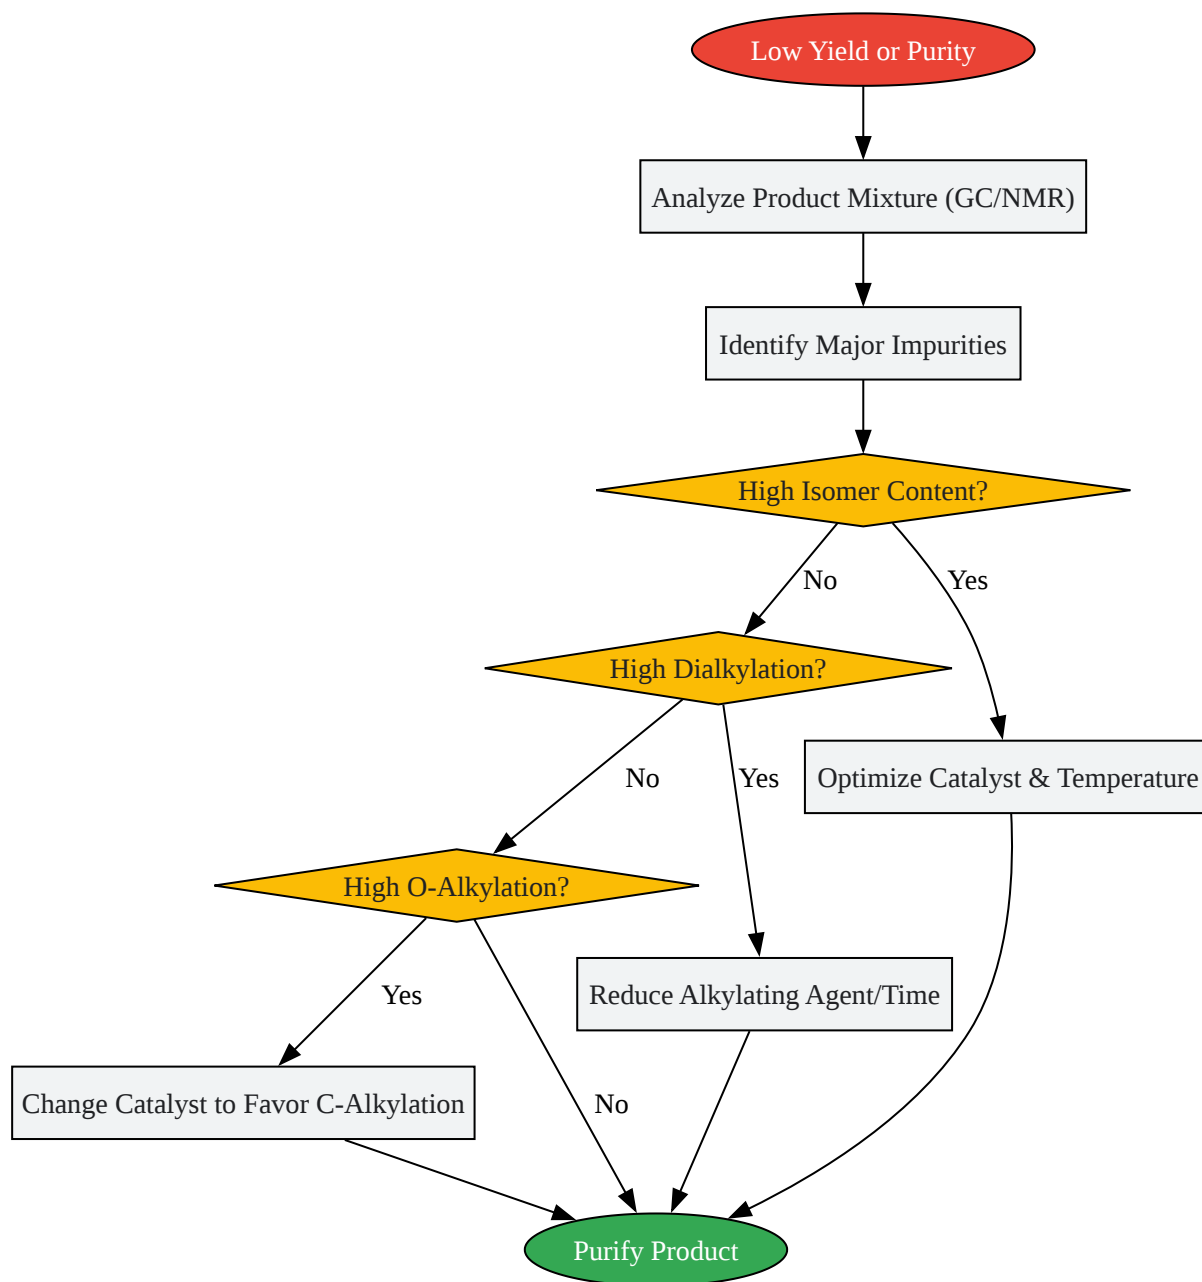 Low Yield or Purity
Analyze Product Mixture (GC/NMR)
Identify Major Impurities
High Isomer Content?
No
Yes
High Dialkylation?
No
Yes
Optimize Catalyst & Temperature
High O-Alkylation?
Yes
Reduce Alkylating Agent/Time
Change Catalyst to Favor C-Alkylation
No
Purify Product